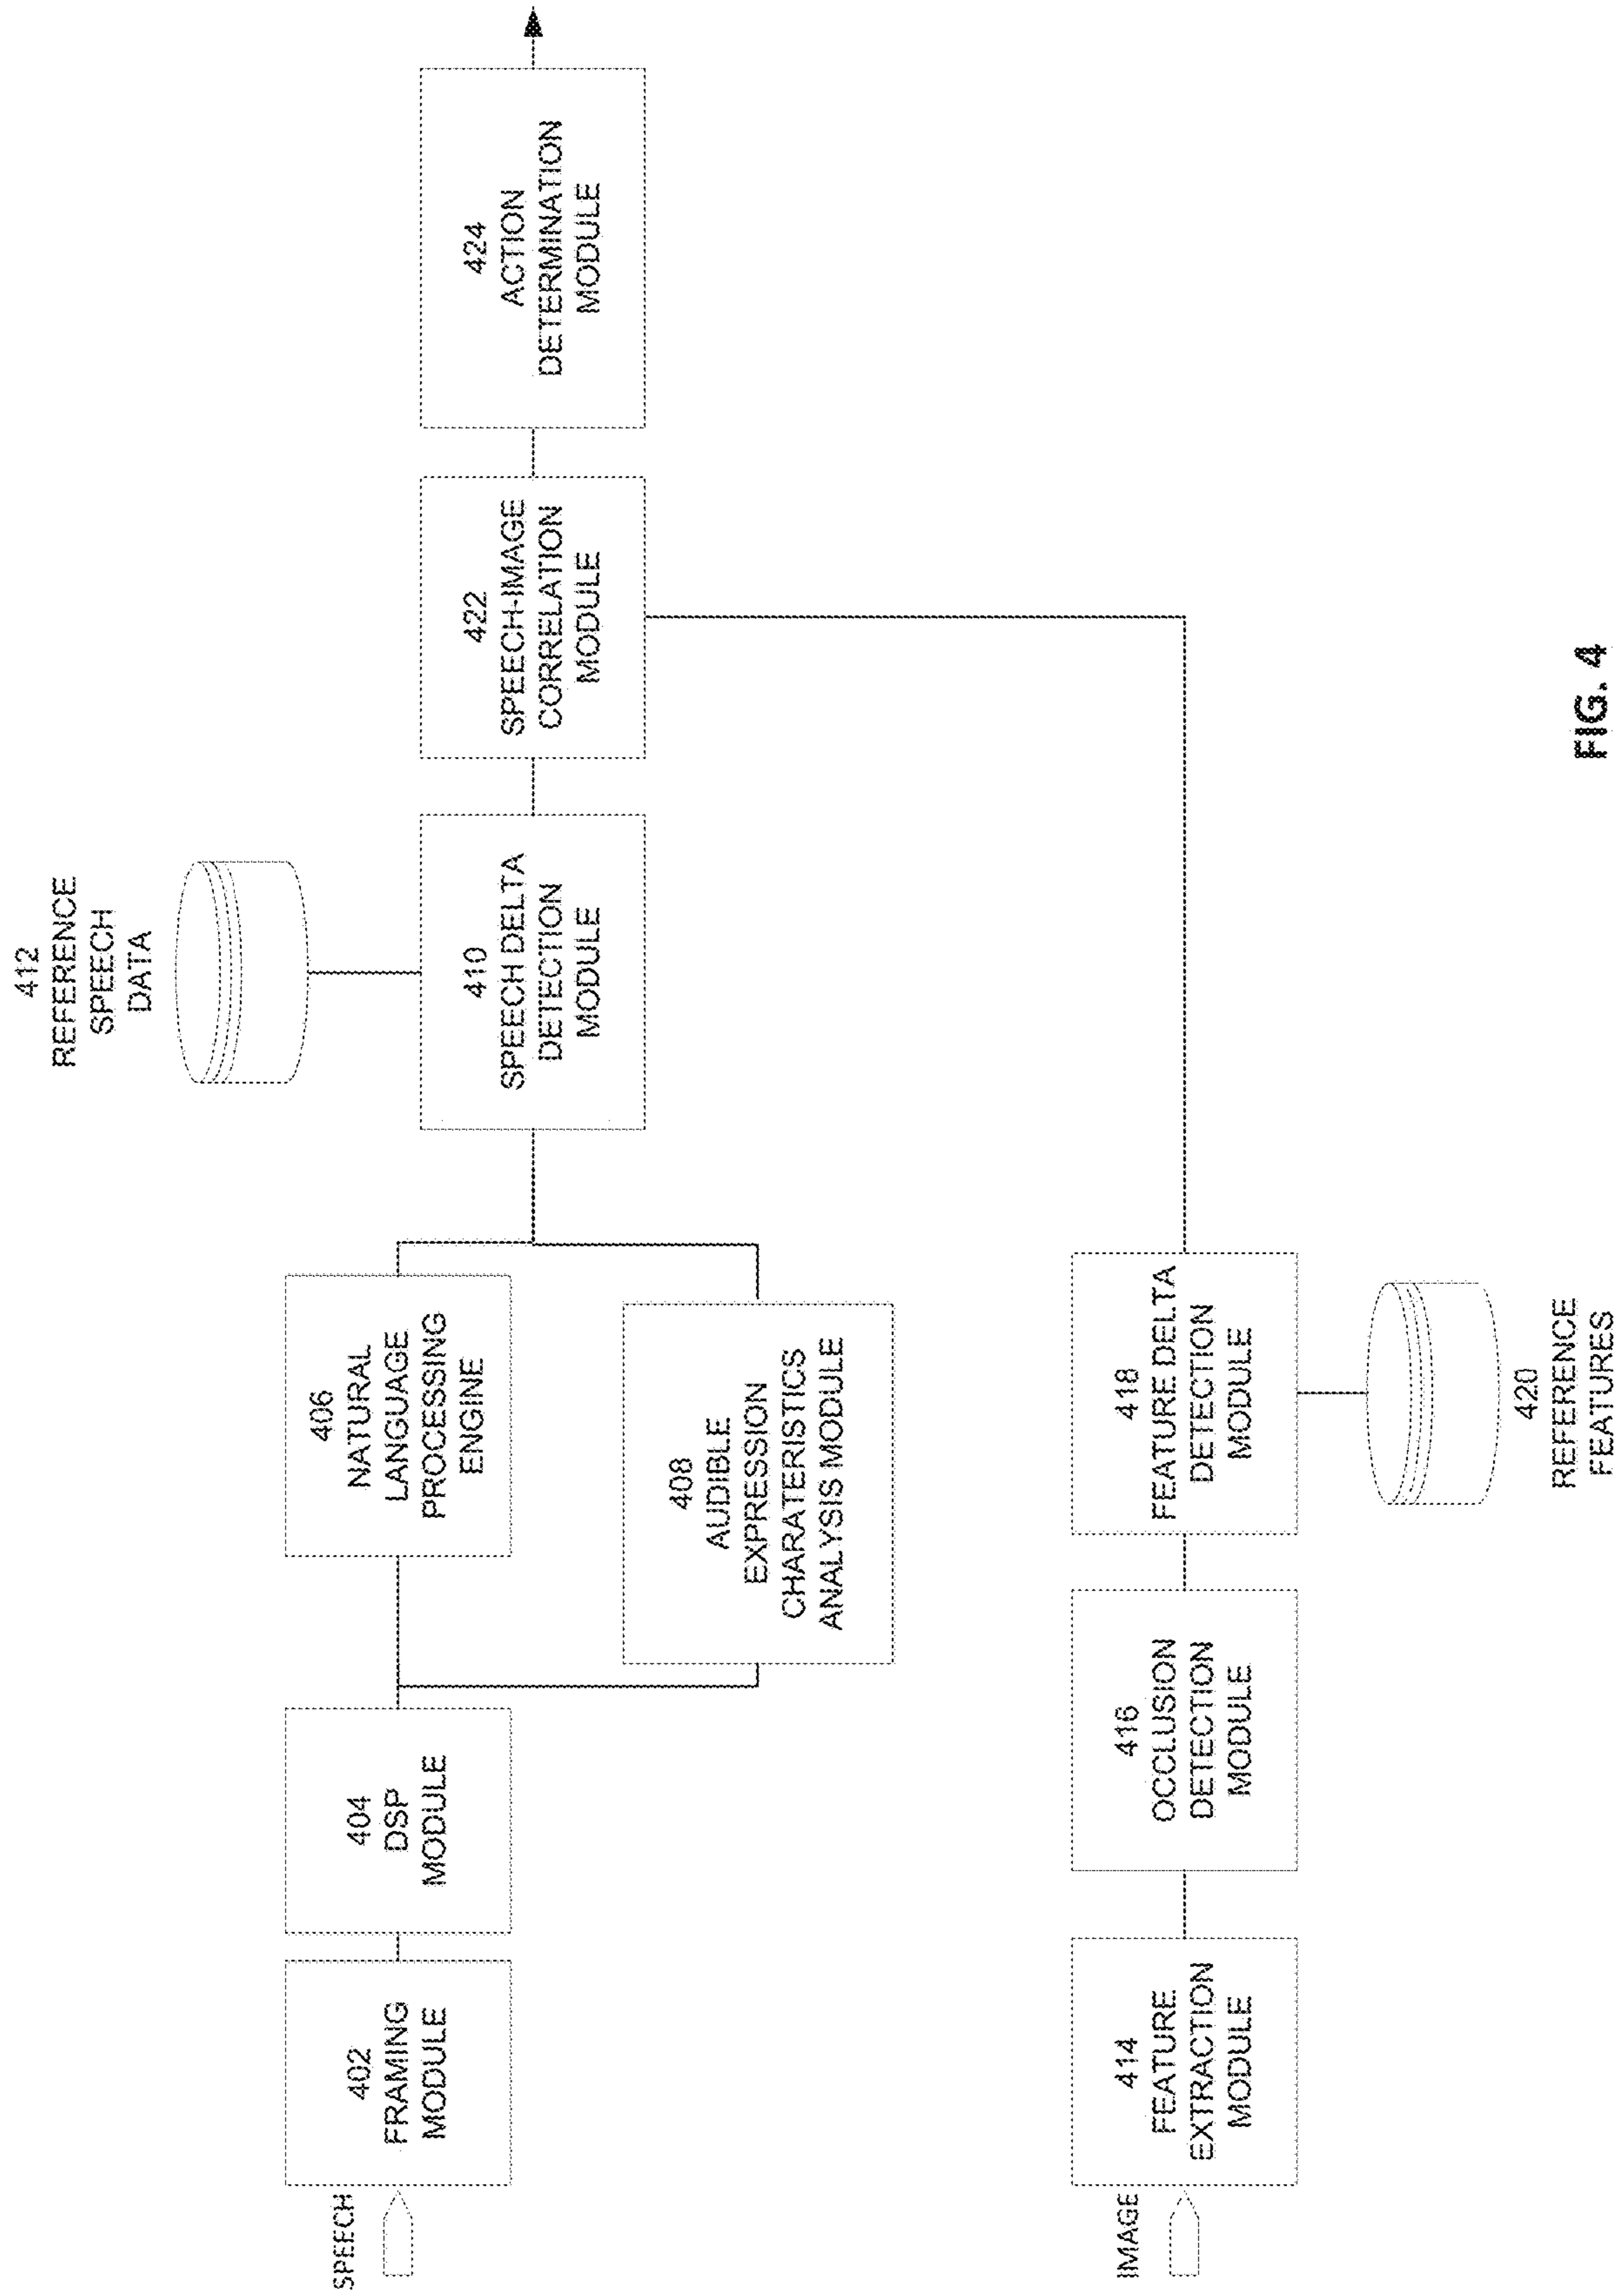 SPEECH
402
FRAMING
MODULE
404
DSP
MODULE
406
NATURAL
LANGUAGE
PROCESSING
ENGINE
408
AUDIBLE
EXPRESSION
CHARATERISTICS
ANALYSIS MODULE
412
REFERENCE
SPEECH
DATA
410
SPEECH DELTA
DETECTION
MODULE
422
SPEECH-IMAGE
CORRELATION
MODULE
424
ACTION
DETERMINATION
MODULE
IMAGE
414
FEATURE
EXTRACTION
MODULE
416
OCCLUSION
DETECTION
MODULE
418
FEATURE DELTA
DETECTION
MODULE
420
REFERENCE
FEATURES
FIG. 4